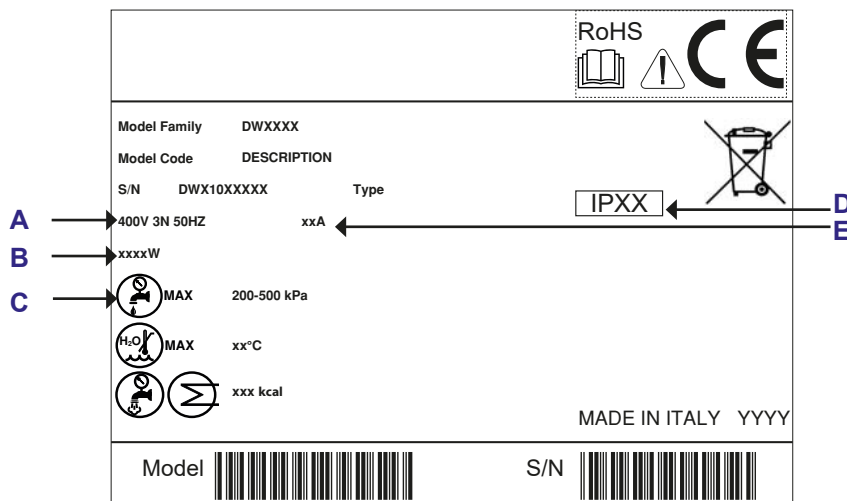 RoHS
CE
Model Family DWXXXX
Model Code DESCRIPTION
S/N DWX10XXXXX Type
IPXX
D
A
400V 3N 50HZ xxA
E
B
xxxxW
C
MAX 200-500 kPa
H₂O MAX xx°C
xxx kcal
MADE IN ITALY YYYY
Model S/N